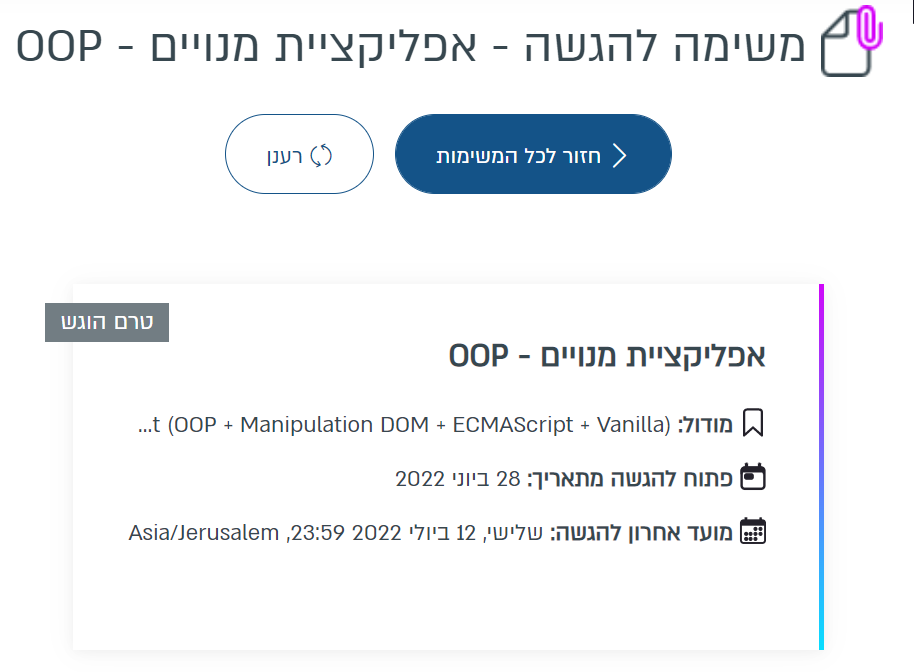 משימה להגשה - אפליקציית מנויים - OOP
חזור לכל המשימות
רענן
טרם הוגש
אפליקציית מנויים - OOP
מודול: t (OOP + Manipulation DOM + ECMAScript + Vanilla)...
פתוח להגשה מתאריך: 28 ביוני 2022
מועד אחרון להגשה: שלישי, 12 ביולי 2022 23:59, Asia/Jerusalem